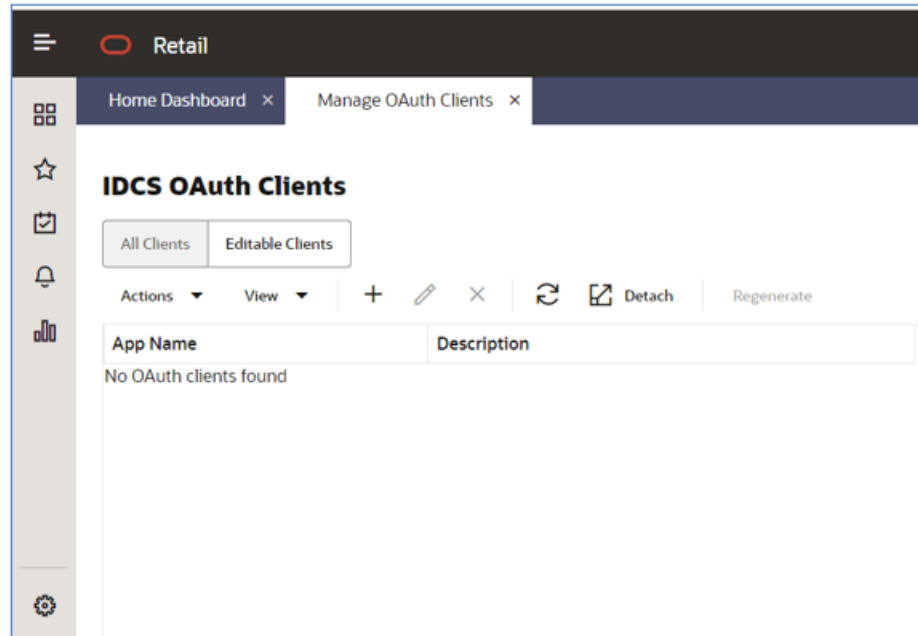 Retail
Home Dashboard × Manage OAuth Clients ×
IDCS OAuth Clients
All Clients Editable Clients
Actions View Detach Regenerate
App Name Description
No OAuth clients found